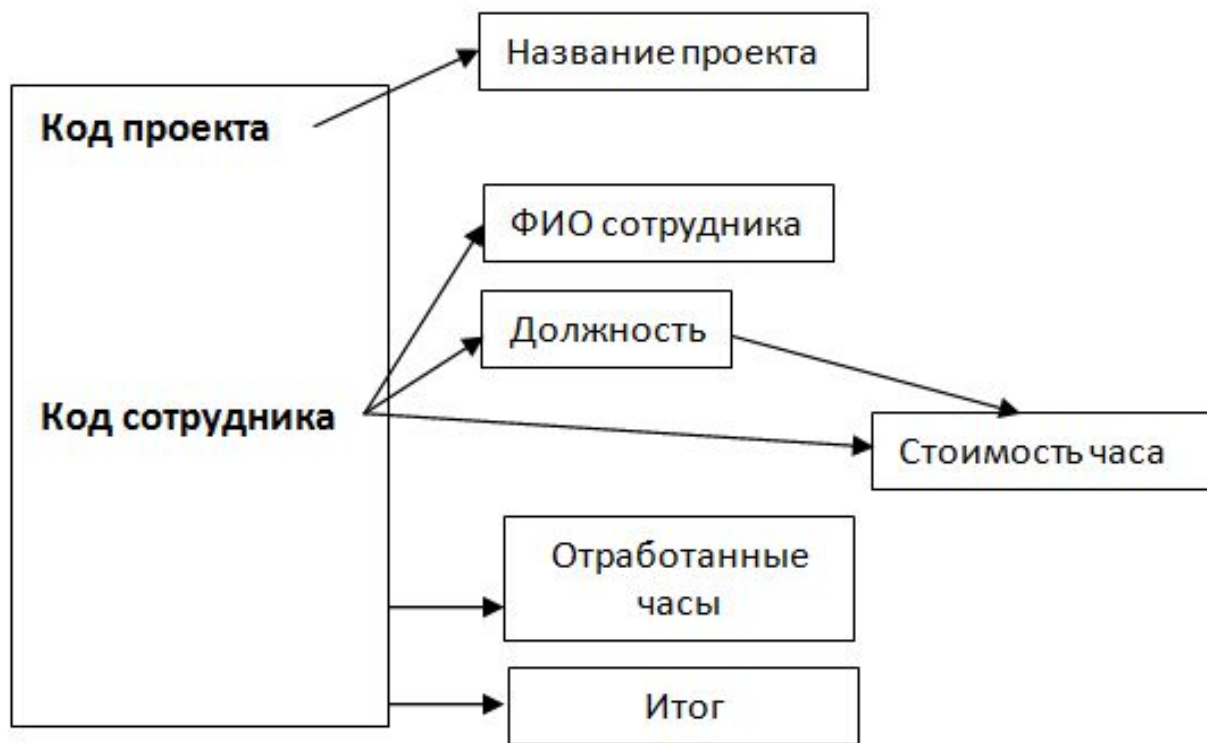 Название проекта
Код проекта
ФИО сотрудника
Должность
Код сотрудника
Стоимость часа
Отработанные
часы
Итог